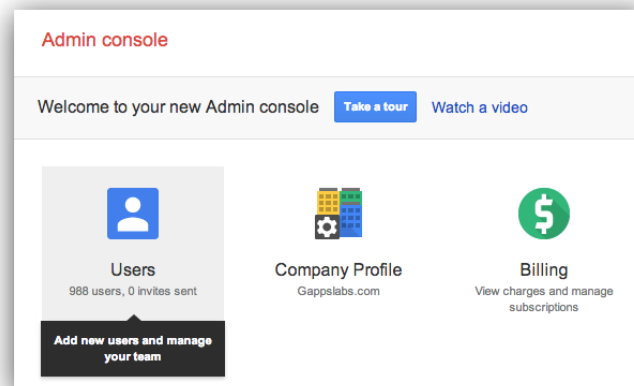 Admin console
Welcome to your new Admin console
Take a tour
Watch a video
Users
988 users, 0 invites sent
Add new users and manage
your team
Company Profile
Gappslabs.com
Billing
View charges and manage
subscriptions